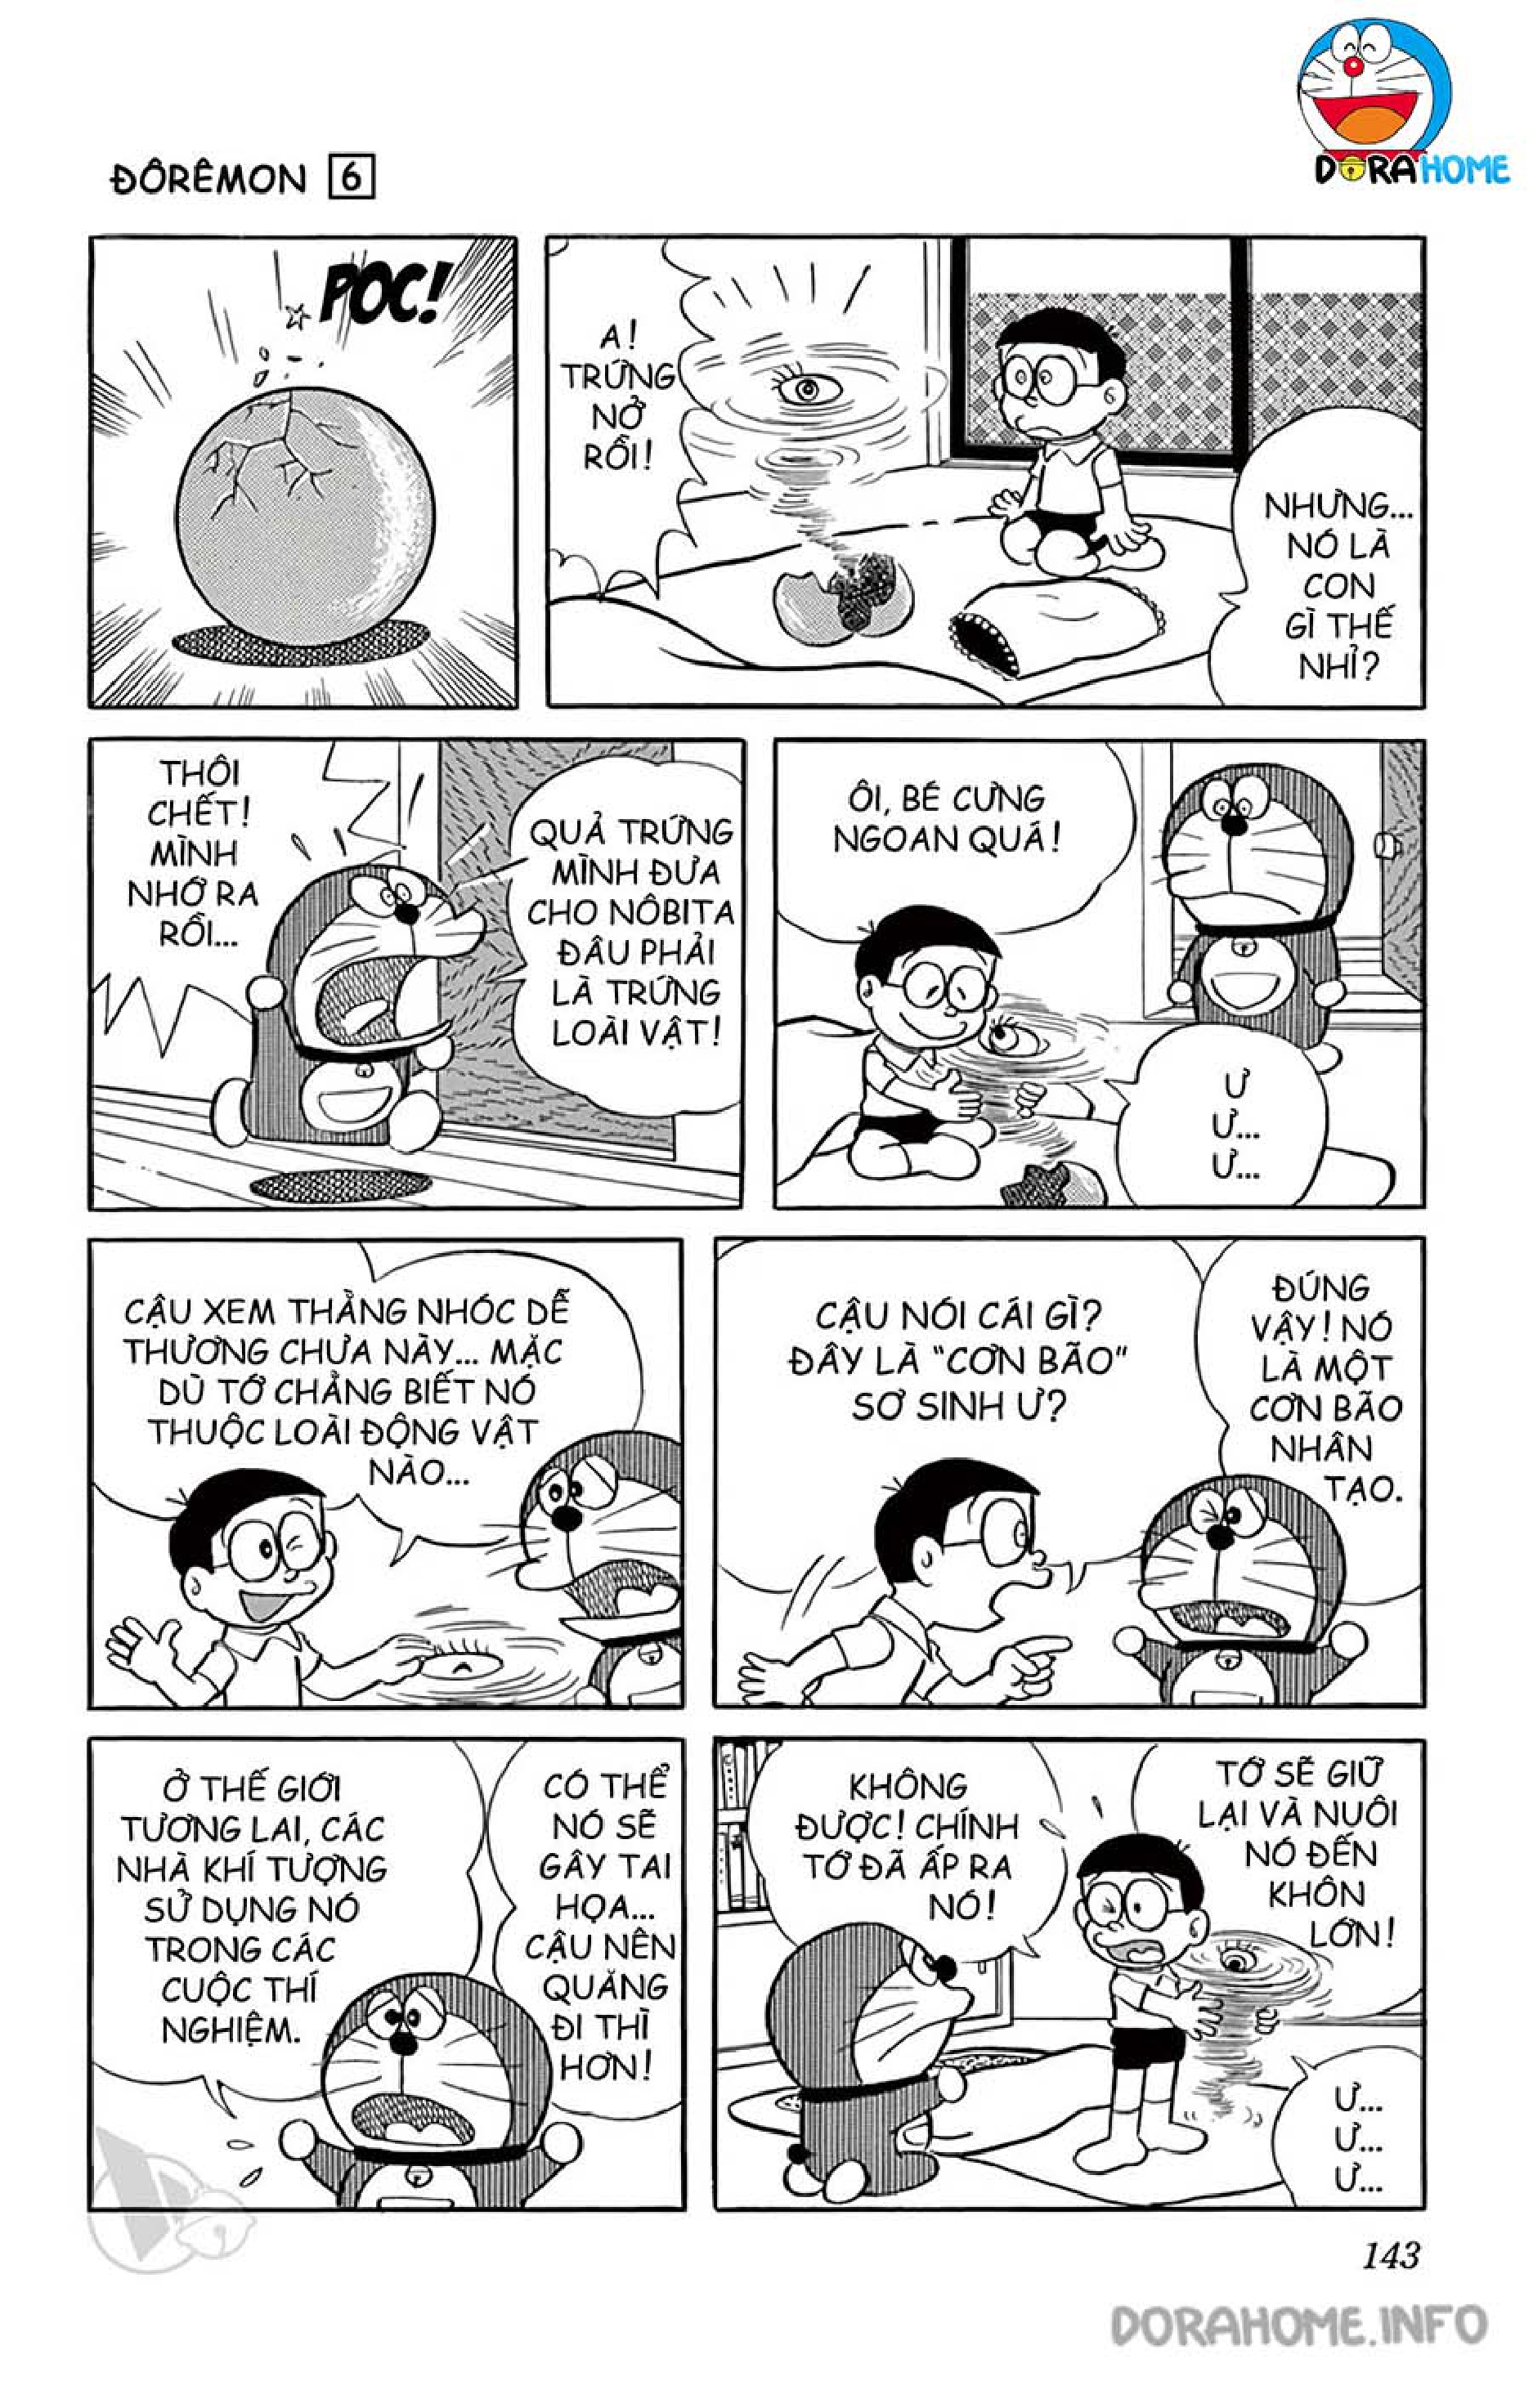 DORAHOME
ĐÔRÊMON 6
POC!
A!
TRỨNG
NỞ
RỒI!
NHƯNG...
NÓ LÀ
CON
GÌ THẾ
NHỈ?
THÔI
CHẾT!
MÌNH
NHỚ RA
RỒI...
QUẢ TRỨNG
MÌNH ĐƯA
CHO NÔBITA
ĐÂU PHẢI
LÀ TRỨNG
LOÀI VẬT!
ÔI, BÉ CƯNG
NGOAN QUÁ!
Ư
Ư...
Ư...
CẬU XEM THẰNG NHÓC DỄ
THƯƠNG CHƯA NÀY... MẶC
DÙ TỚ CHẲNG BIẾT NÓ
THUỘC LOÀI ĐỘNG VẬT
NÀO...
CẬU NÓI CÁI GÌ?
ĐÂY LÀ "CƠN BÃO"
SƠ SINH Ư?
ĐÚNG
VẬY! NÓ
LÀ MỘT
CƠN BÃO
NHÂN
TẠO.
Ở THẾ GIỚI
TƯƠNG LAI, CÁC
NHÀ KHÍ TƯỢNG
SỬ DỤNG NÓ
TRONG CÁC
CUỘC THÍ
NGHIỆM.
CÓ THỂ
NÓ SẼ
GÂY TAI
HỌA...
CẬU NÊN
QUĂNG
ĐI THÌ
HƠN!
KHÔNG
ĐƯỢC! CHÍNH
TỚ ĐÃ ẤP RA
NÓ!
TỚ SẼ GIỮ
LẠI VÀ NUÔI
NÓ ĐẾN
KHÔN
LỚN!
Ư...
Ư...
Ư...
143
DORAHOME.INFO